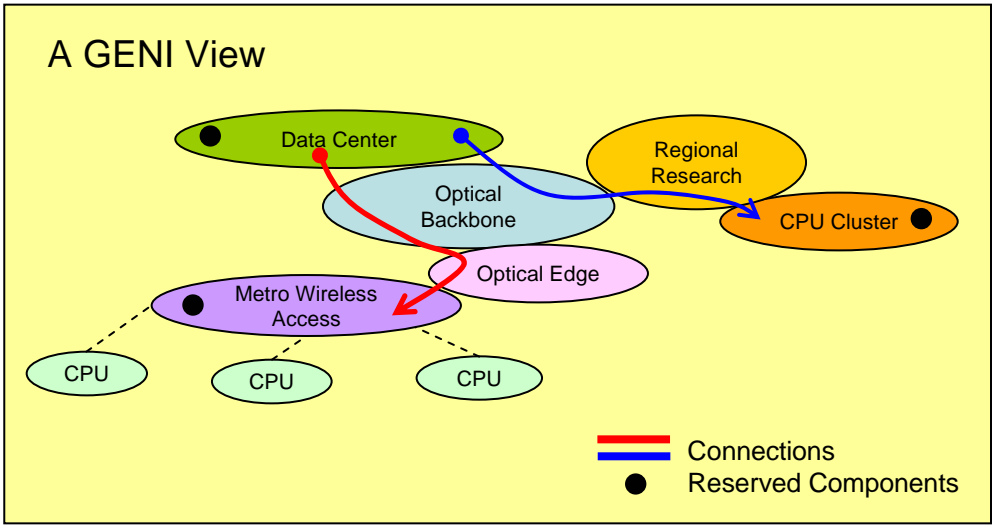 A GENI View
Data Center
Regional
Research
Optical
Backbone
CPU Cluster
Optical Edge
Metro Wireless
Access
CPU
CPU
CPU
Connections
Reserved Components